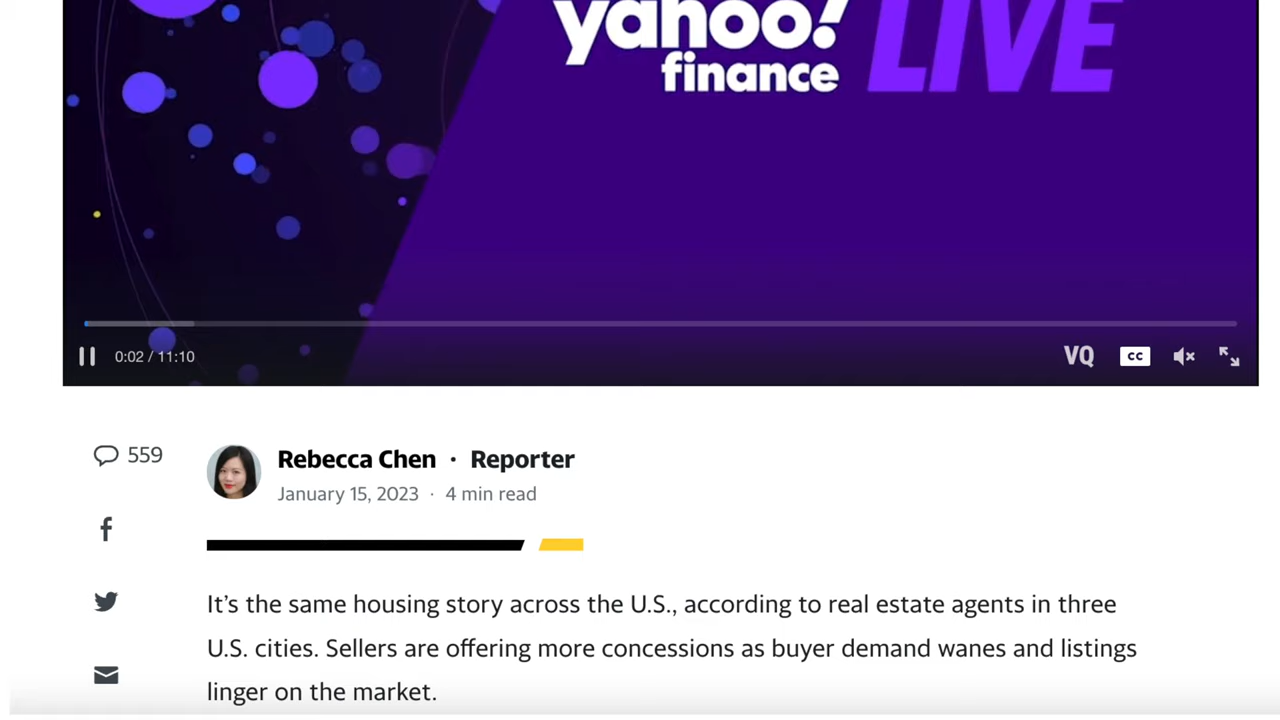 yahoo! LIVE
finance
0:02 / 11:10
VQ
CC
559
Rebecca Chen · Reporter
January 15, 2023 · 4 min read
It’s the same housing story across the U.S., according to real estate agents in three
U.S. cities. Sellers are offering more concessions as buyer demand wanes and listings
linger on the market.